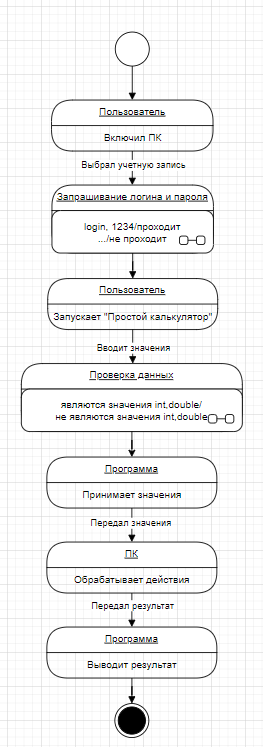 Пользователь
Включил ПК
Выбрал учетную запись
Запрашивание логина и пароля
login, 1234/проходит
.../не проходит
Пользователь
Запускает "Простой калькулятор"
Вводит значения
Проверка данных
являются значения int,double/
не являются значения int,double
Программа
Принимает значения
Передал значения
ПК
Обрабатывает действия
Передал результат
Программа
Выводит результат